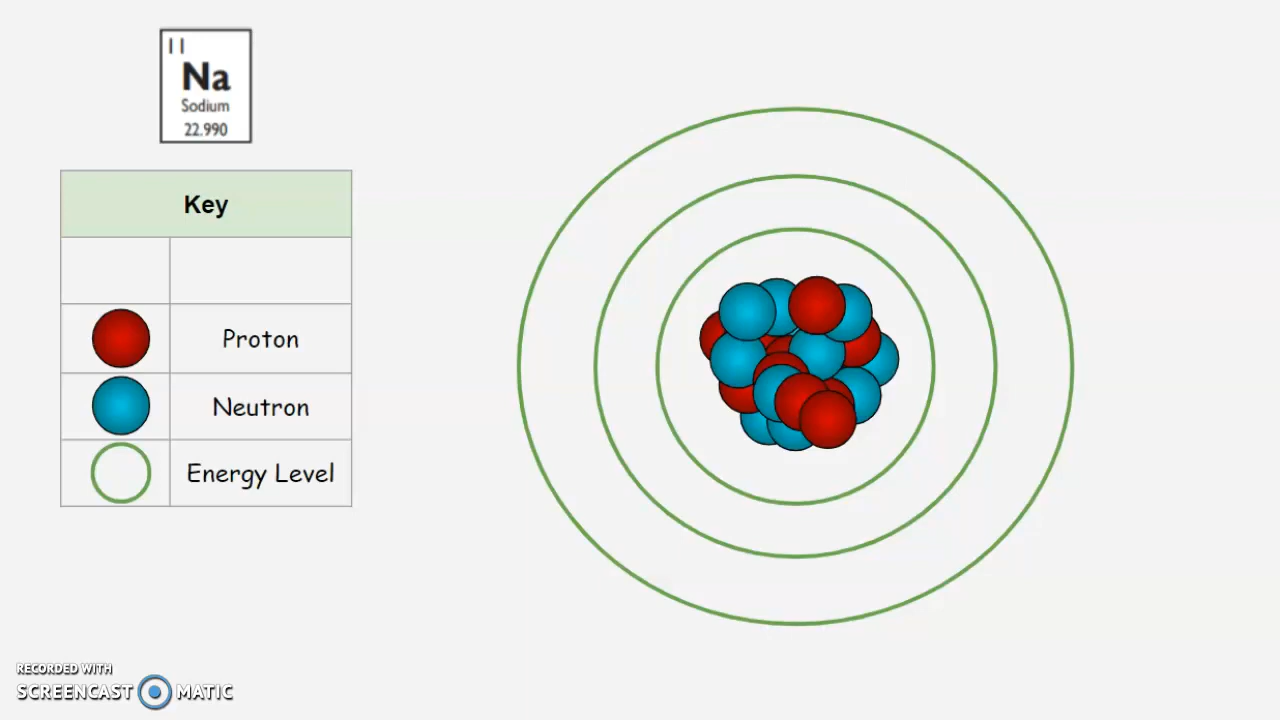 11
Na
Sodium
22.990
Key
Proton
Neutron
Energy Level
RECORDED WITH
SCREENCAST MATIC